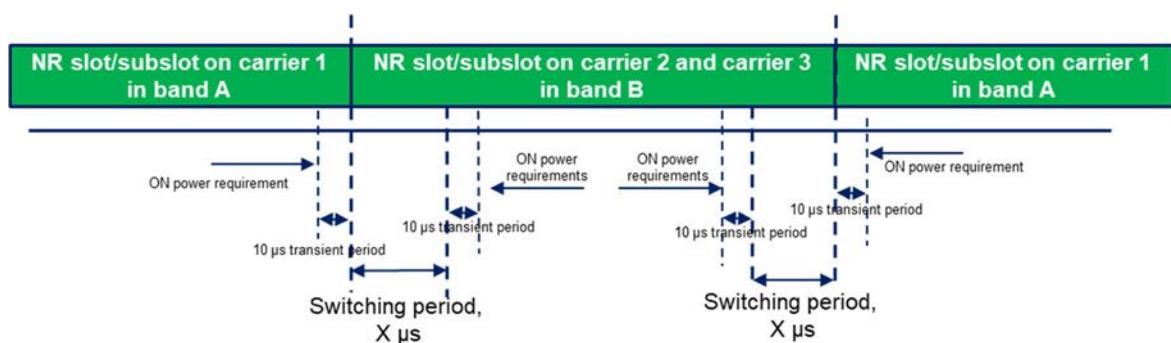 NR slot/subslot on carrier 1
in band A
NR slot/subslot on carrier 2 and carrier 3
in band B
NR slot/subslot on carrier 1
in band A
ON power requirement
ON power
requirements
ON power
requirements
ON power requirement
10 µs transient period
10 µs transient period
10 µs transient period
10 µs transient period
Switching period,
X µs
Switching period,
X µs